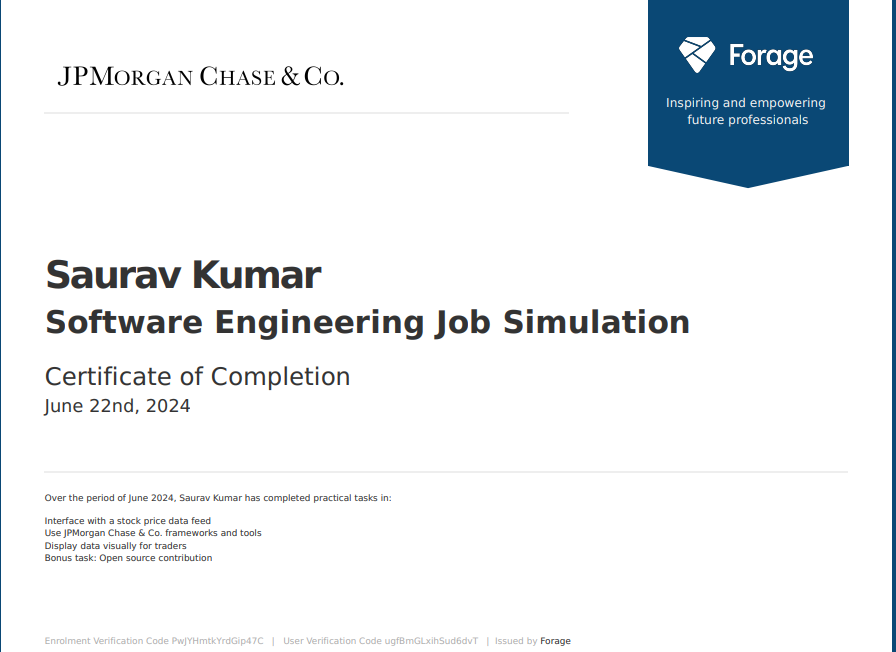 JPMORGAN CHASE & CO.
Forage
Inspiring and empowering
future professionals
Saurav Kumar
Software Engineering Job Simulation
Certificate of Completion
June 22nd, 2024
Over the period of June 2024, Saurav Kumar has completed practical tasks in:
Interface with a stock price data feed
Use JPMorgan Chase & Co. frameworks and tools
Display data visually for traders
Bonus task: Open source contribution
Enrolment Verification Code PwJYHmtkYrdGip47C | User Verification Code ugfBmGLxihSud6dvT | Issued by Forage